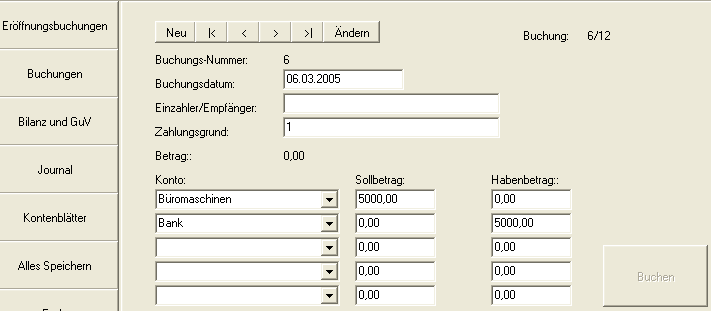 Eröffnungsbuchungen
Buchungen
Bilanz und GuV
Journal
Kontenblätter
Alles Speichern
Neu |< < > >| Ändern
Buchung: 6/12
Buchungs-Nummer: 6
Buchungsdatum: 06.03.2005
Einzahler/Empfänger:
Zahlungsgrund: 1
Betrag:: 0,00
Konto: Sollbetrag: Habenbetrag::
Büromaschinen 5000,00 0,00
Bank 0,00 5000,00
0,00 0,00
0,00 0,00
0,00 0,00
Buchen